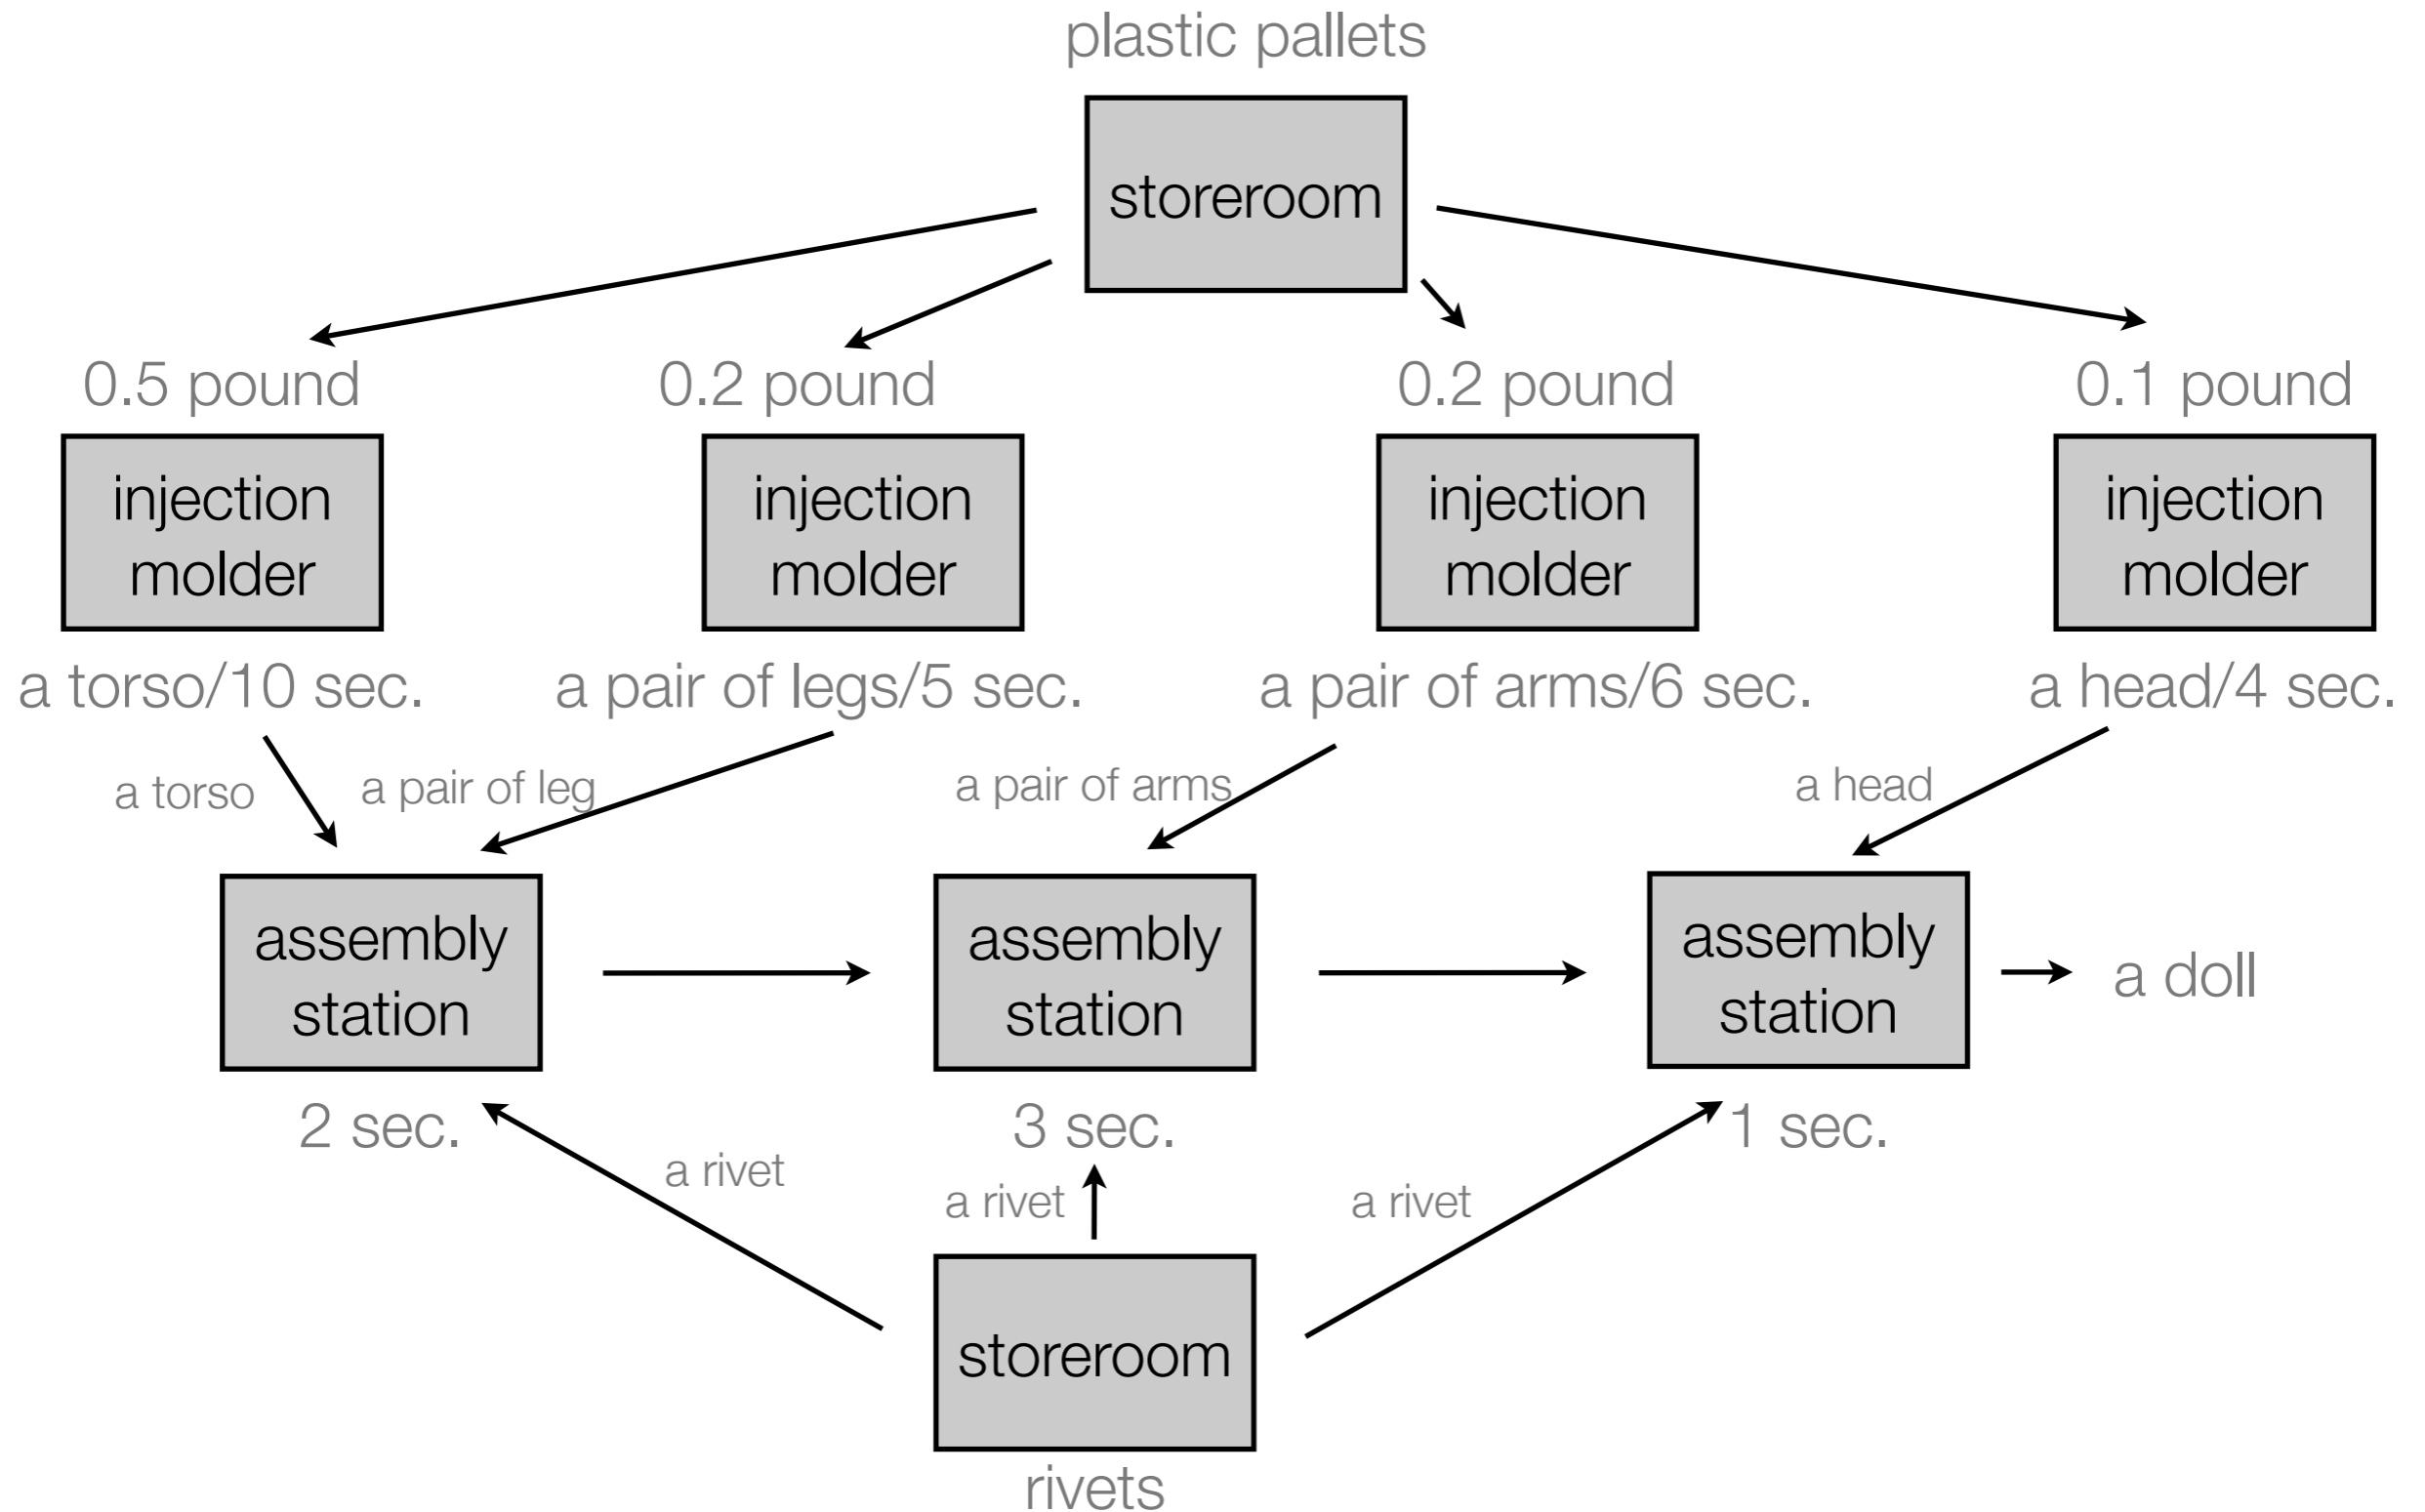 plastic pallets
storeroom
0.5 pound
0.2 pound
0.2 pound
0.1 pound
injection
molder
injection
molder
injection
molder
injection
molder
a torso/10 sec.
a pair of legs/5 sec.
a pair of arms/6 sec.
a head/4 sec.
a torso
a pair of leg
a pair of arms
a head
assembly
station
assembly
station
assembly
station
a doll
2 sec.
3 sec.
1 sec.
a rivet
a rivet
a rivet
storeroom
rivets